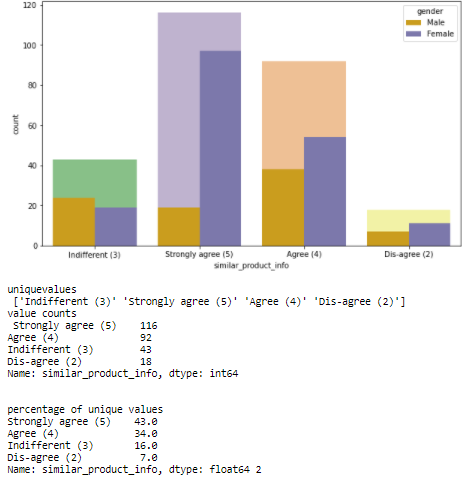 120
100
80
60
40
20
0
count
gender
Male
Female
Indifferent (3) Strongly agree (5) Agree (4) Dis-agree (2)
similar_product_info
uniquevalues
['Indifferent (3)' 'Strongly agree (5)' 'Agree (4)' 'Dis-agree (2)']
value counts
Strongly agree (5) 116
Agree (4) 92
Indifferent (3) 43
Dis-agree (2) 18
Name: similar_product_info, dtype: int64
percentage of unique values
Strongly agree (5) 43.0
Agree (4) 34.0
Indifferent (3) 16.0
Dis-agree (2) 7.0
Name: similar_product_info, dtype: float64 2